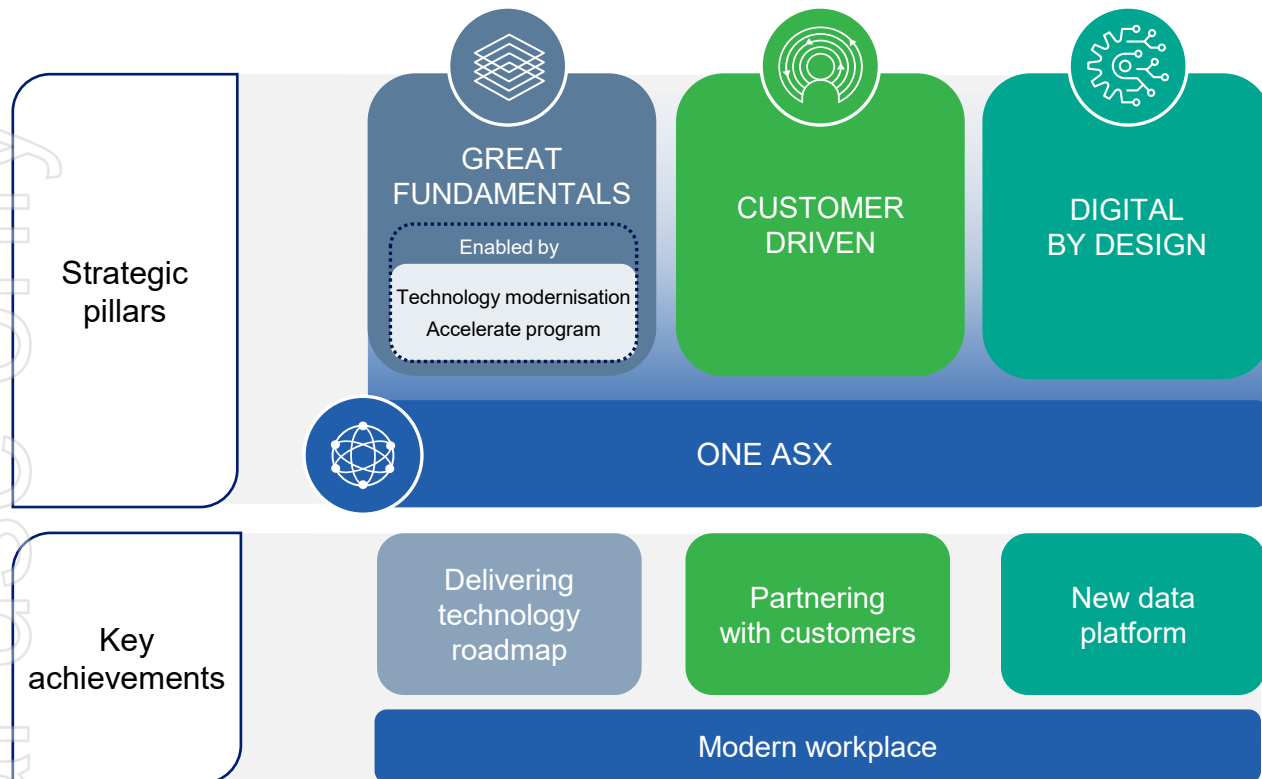 GREAT
FUNDAMENTALS
Enabled by
Technology modernisation
Accelerate program
CUSTOMER
DRIVEN
DIGITAL
BY DESIGN
Strategic
pillars
ONE ASX
Key
achievements
Delivering
technology
roadmap
Partnering
with customers
New data
platform
Modern workplace